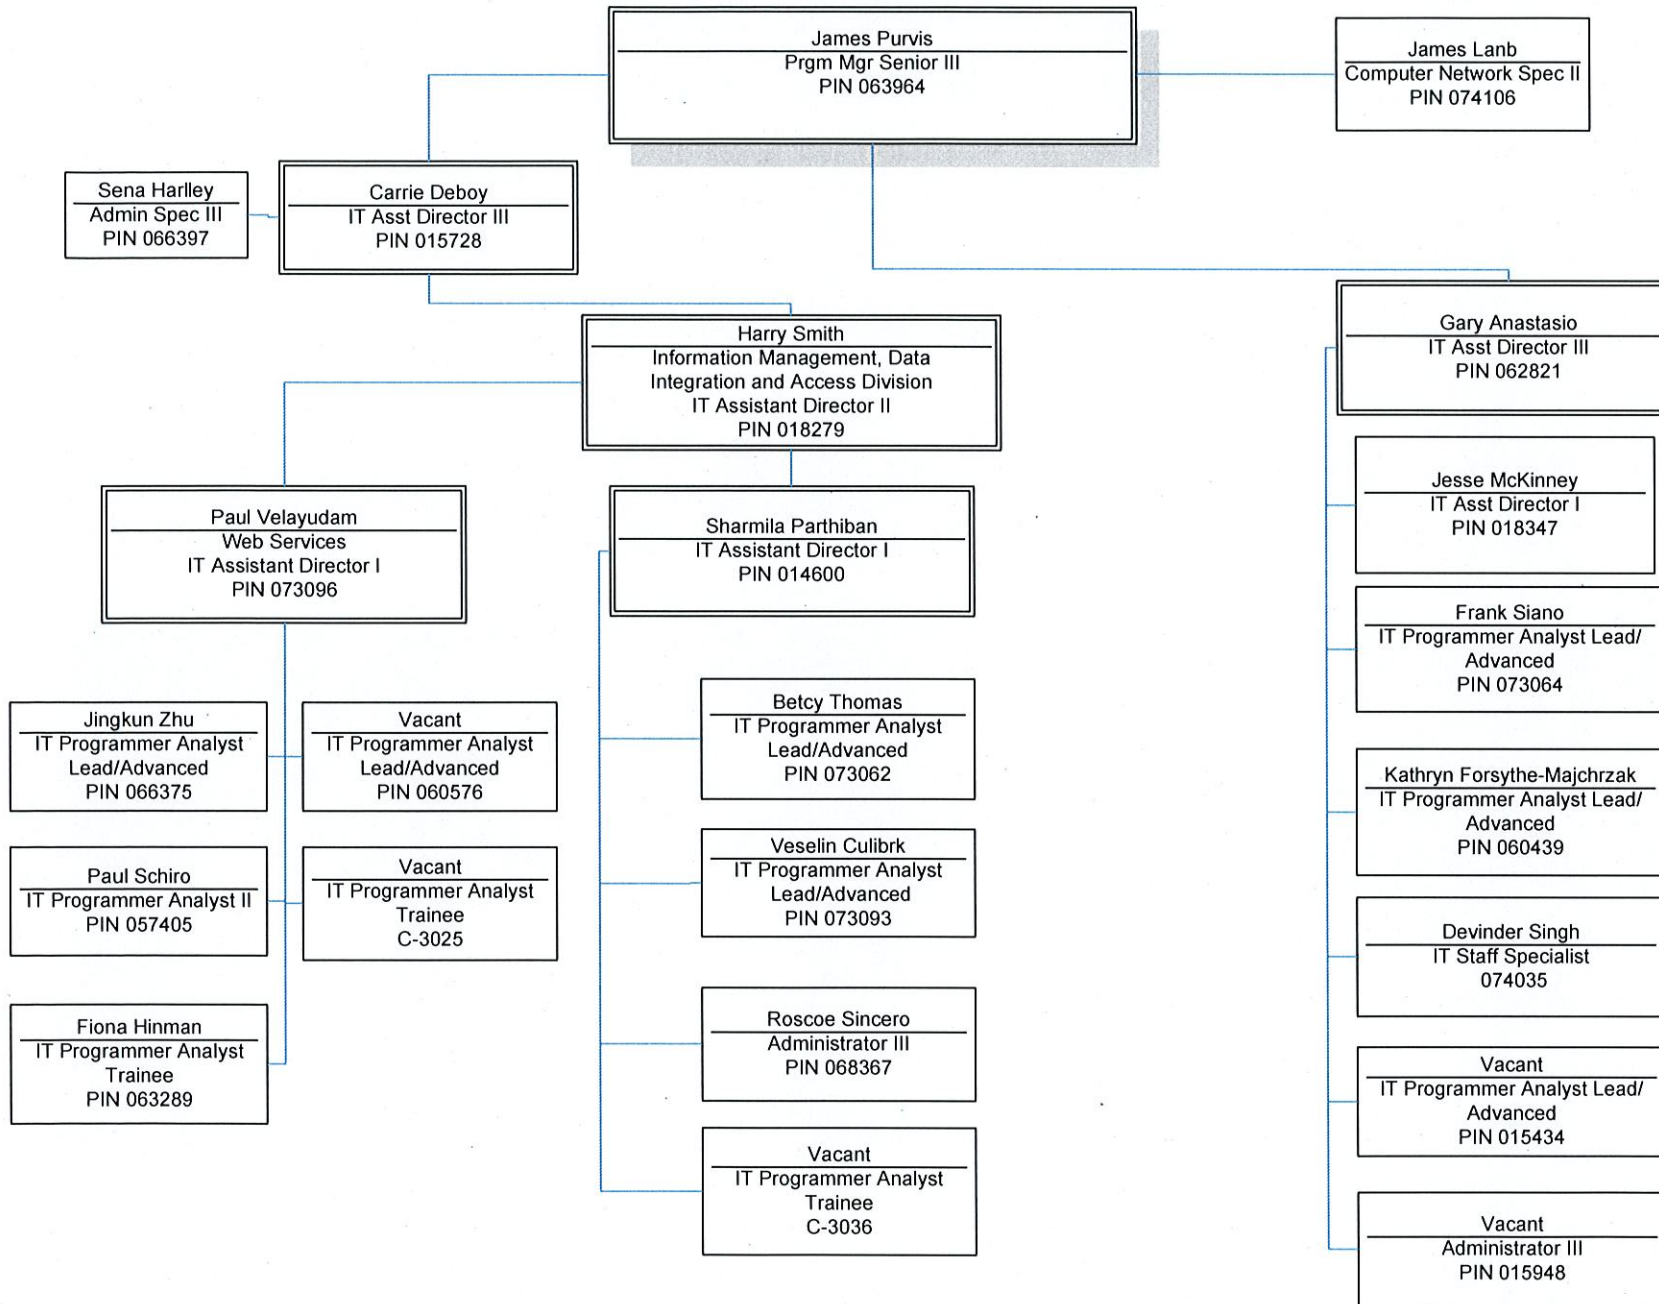 James Purvis
Prgm Mgr Senior III
PIN 063964
James Lanb
Computer Network Spec II
PIN 074106
Sena Harlley
Admin Spec III
PIN 066397
Carrie Deboy
IT Asst Director III
PIN 015728
Harry Smith
Information Management, Data
Integration and Access Division
IT Assistant Director II
PIN 018279
Gary Anastasio
IT Asst Director III
PIN 062821
Paul Velayudam
Web Services
IT Assistant Director I
PIN 073096
Sharmila Parthiban
IT Assistant Director I
PIN 014600
Jingkun Zhu
IT Programmer Analyst
Lead/Advanced
PIN 066375
Vacant
IT Programmer Analyst
Lead/Advanced
PIN 060576
Paul Schiro
IT Programmer Analyst II
PIN 057405
Vacant
IT Programmer Analyst
Trainee
C-3025
Fiona Hinman
IT Programmer Analyst
Trainee
PIN 063289
Betcy Thomas
IT Programmer Analyst
Lead/Advanced
PIN 073062
Veselin Culibrk
IT Programmer Analyst
Lead/Advanced
PIN 073093
Roscoe Sincero
Administrator III
PIN 068367
Vacant
IT Programmer Analyst
Trainee
C-3036
Jesse McKinney
IT Asst Director I
PIN 018347
Frank Siano
IT Programmer Analyst Lead/
Advanced
PIN 073064
Kathryn Forsythe-Majchrzak
IT Programmer Analyst Lead/
Advanced
PIN 060439
Devinder Singh
IT Staff Specialist
074035
Vacant
IT Programmer Analyst Lead/
Advanced
PIN 015434
Vacant
Administrator III
PIN 015948